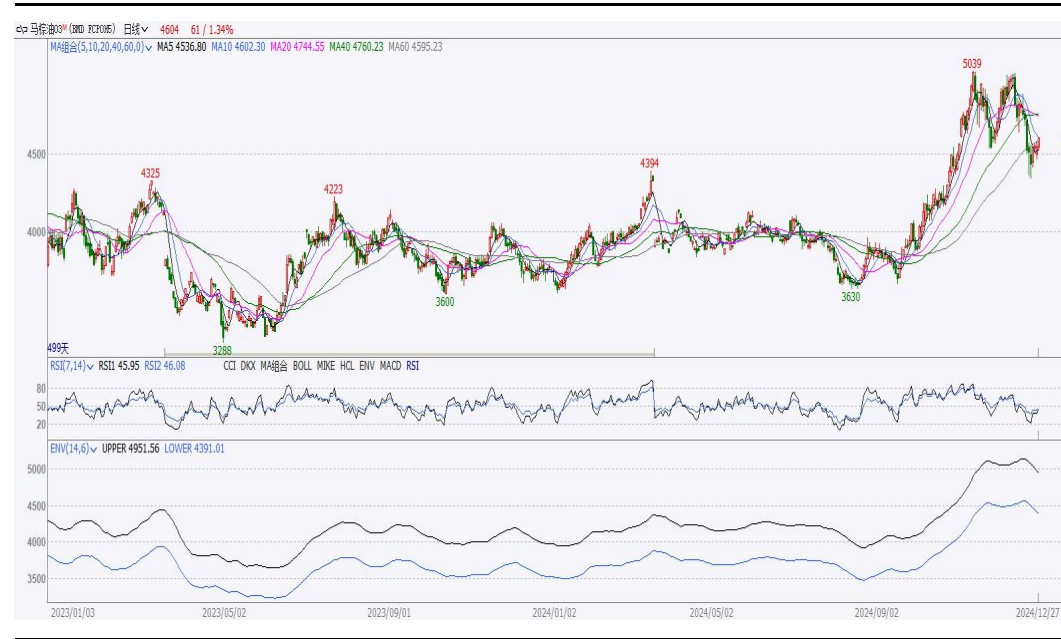 马棕油03M (BMD FCPOH5) 日线 4604 61 / 1.34%
MA组合(5,10,20,40,60,0) MA5 4536.80 MA10 4602.30 MA20 4744.55 MA40 4760.23 MA60 4595.23
5039
4500
4325
4394
4223
4000
3600
3630
3288
499天
RSI(7,14) RSI1 45.95 RSI2 46.08 CCI DKX MA组合 BOLL MIKE HCL ENV MACD RSI
80
50
20
ENV(14,6) UPPER 4951.56 LOWER 4391.01
5000
4500
4000
3500
2023/01/03 2023/05/02 2023/09/01 2024/01/02 2024/05/02 2024/09/02 2024/12/27